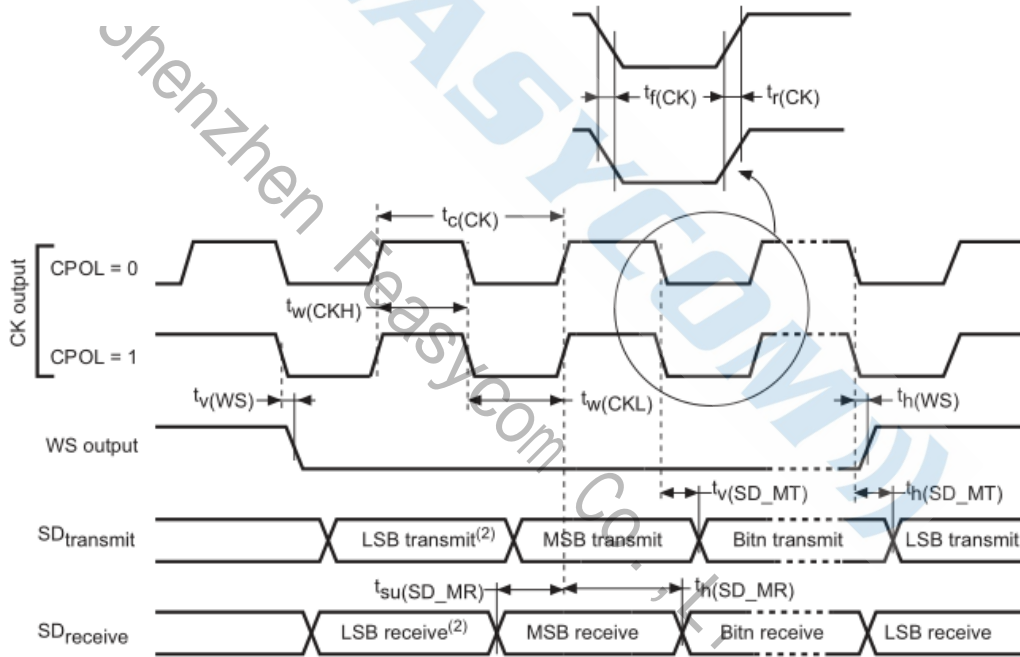 tf(CK)
tr(CK)
tc(CK)
CK output
CPOL = 0
tw(CKH)
CPOL = 1
tv(WS)
tw(CKL)
th(WS)
WS output
tv(SD_MT)
th(SD_MT)
SDtransmit
LSB transmit(2)
MSB transmit
Bitn transmit
LSB transmit
tsu(SD_MR)
th(SD_MR)
SDreceive
LSB receive(2)
MSB receive
Bitn receive
LSB receive
Shenzhen Feasycom Co.,
ASYCOM